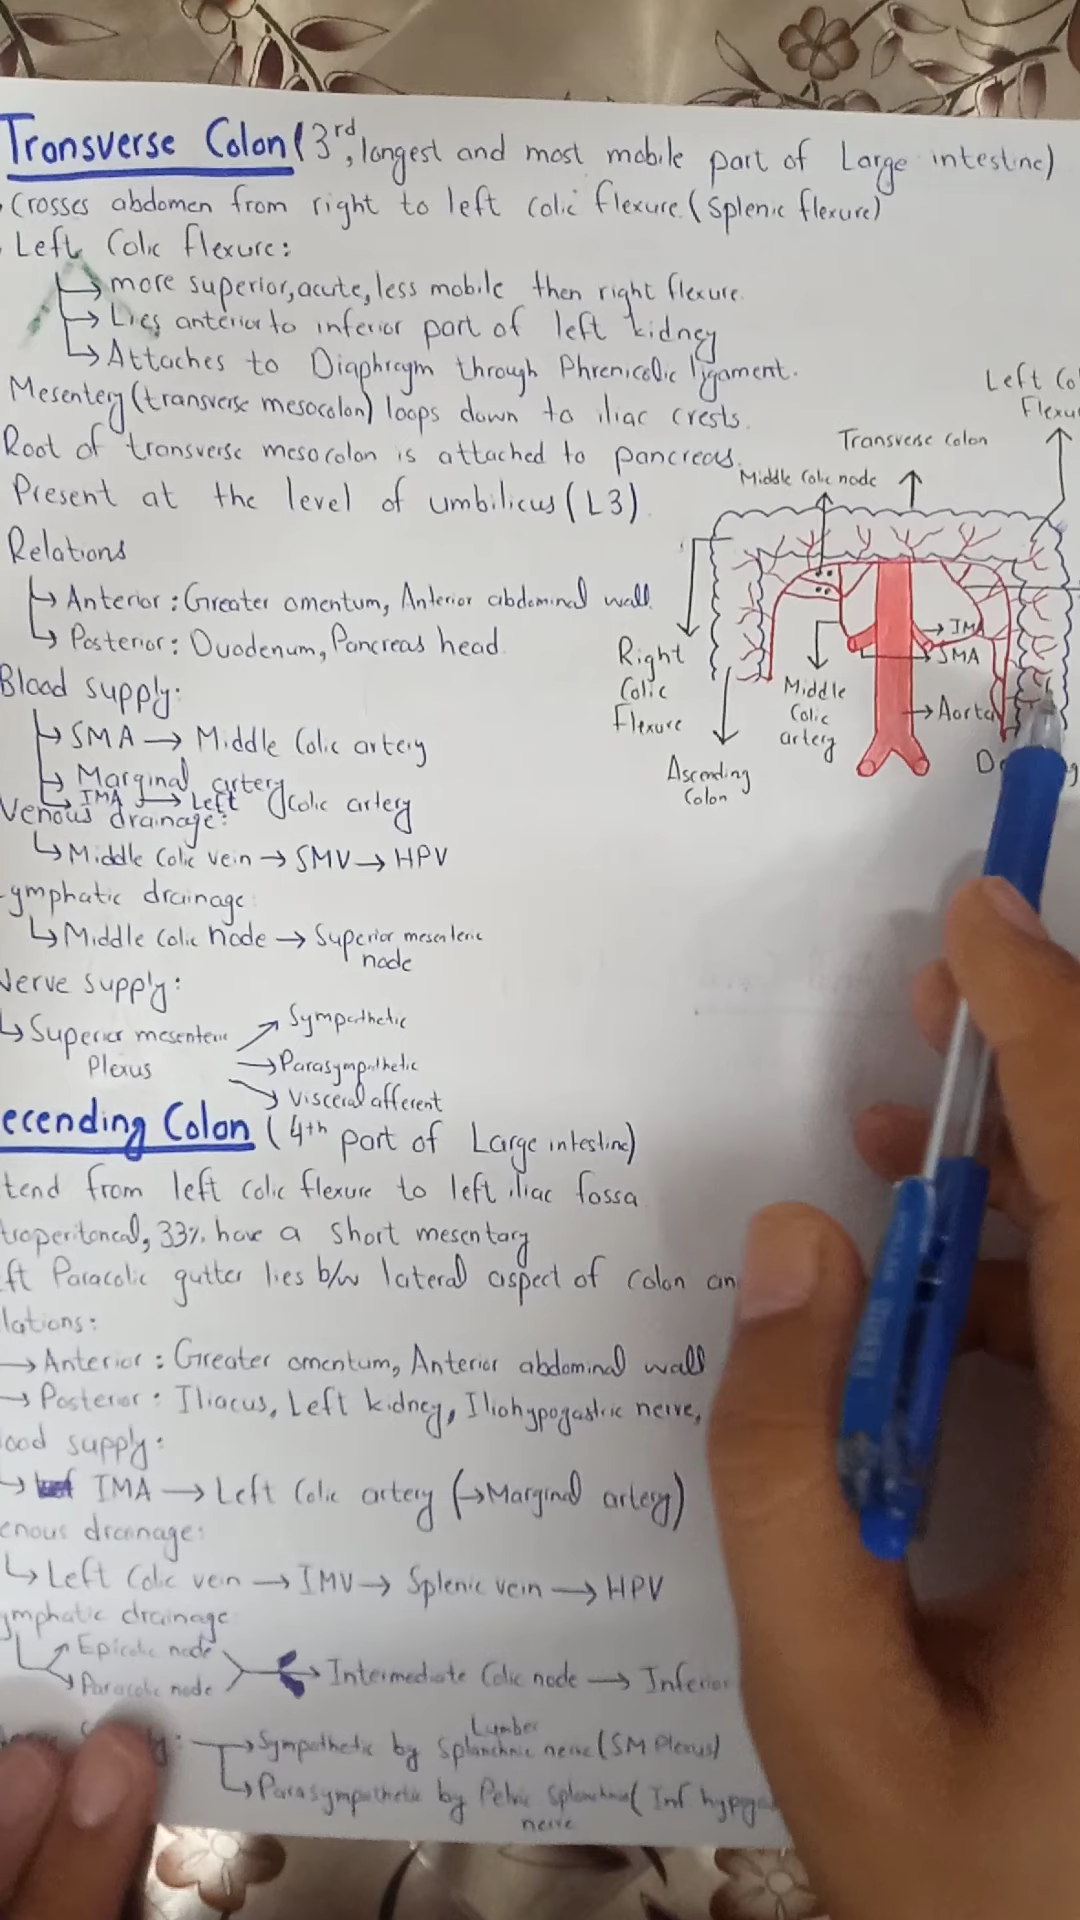 Transverse Colon (3rd, longest and most mobile part of Large intestine)
Crosses abdomen from right to left colic flexure. (Splenic flexure)
Left Colic flexure:
more superior, acute, less mobile then right flexure.
Lies anterior to inferior part of left kidney
Attaches to Diaphragm through Phrenicolic ligament.
Mesentery (transverse mesocolon) loops down to iliac crests.
Root of transverse mesocolon is attached to pancreas.
Present at the level of umbilicus (L3).
Relations
Anterior: Greater omentum, Anterior abdominal wall.
Posterior: Duodenum, Pancreas head
Blood supply:
SMA → Middle Colic artery
Marginal artery
IMA → Left Colic artery
Venous drainage:
Middle Colic vein → SMV → HPV
ymphatic drainage:
Middle Colic node → Superior mesenteric
node
Nerve supply:
Superior mesenteric
Plexus
Sympathetic
→ Parasympathetic
Visceral afferent
Left Co
Flexu
Transverse colon
Middle Colic node
Right
Colic
Flexure
Ascending
Colon
Middle
Colic
artery
→ IMA
SMA
→ Aorta
D
g
ecending Colon (4th part of Large intestine)
tend from left colic flexure to left iliac fossa
troperitoneal, 33% have a short mesentary
ft Paracolic gutter lies b/w lateral aspect of colon an
lations:
→ Anterior: Greater omentum, Anterior abdominal wall
→ Posterior: Iliacus, Left kidney, Iliohypogastric nerve,
ood supply:
→ IMA → Left Colic artery (→ Marginal artery)
enous drainage:
Left Colic vein → IMV → Splenic vein → HPV
ymphatic drainage
Epicolic node
Paracolic node
→ Intermediate Colic node → Inferior
Lumber
→ Sympathetic by Splanchnic nerve (SM Plexus)
Parasympathetic by Pelvic Splanchnic (Inf hypoga
nerve